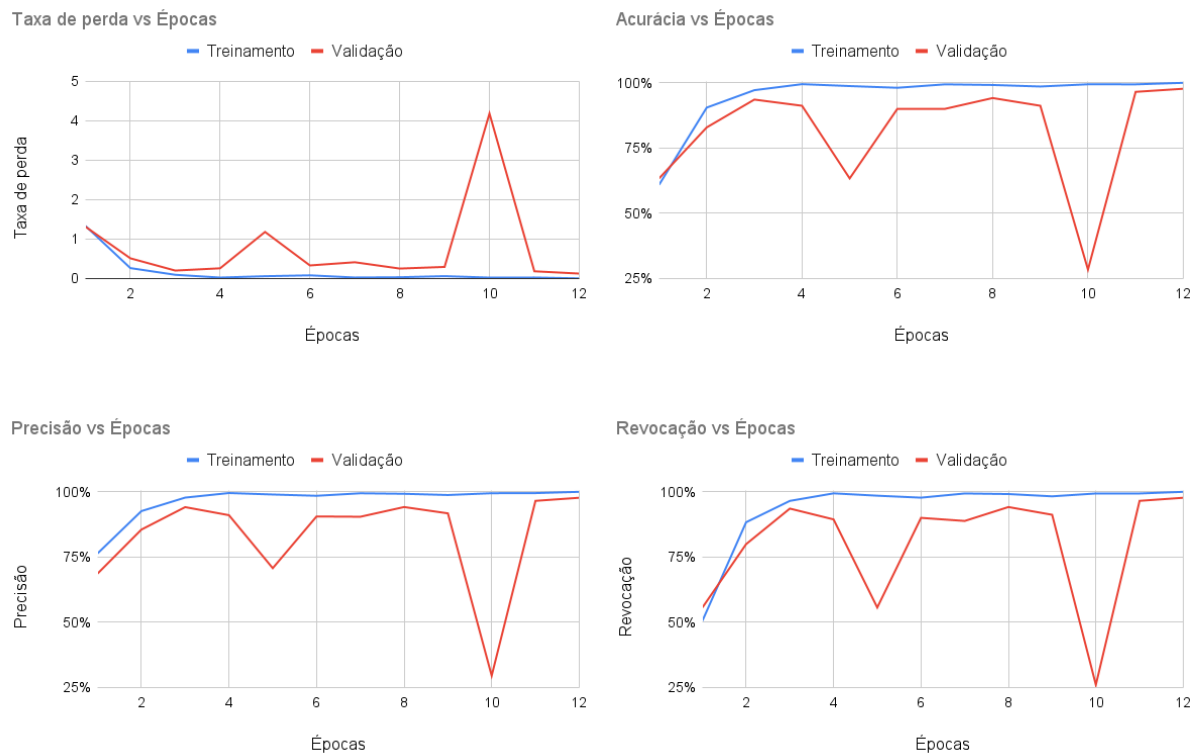 Taxa de perda vs Épocas
Treinamento Validação
5
4
3
2
1
0
Taxa de perda
2 4 6 8 10 12
Épocas
Acurácia vs Épocas
Treinamento Validação
100%
75%
50%
25%
2 4 6 8 10 12
Épocas
Precisão vs Épocas
Treinamento Validação
100%
75%
50%
25%
Precisão
2 4 6 8 10 12
Épocas
Revocação vs Épocas
Treinamento Validação
100%
75%
50%
25%
Revocação
2 4 6 8 10 12
Épocas